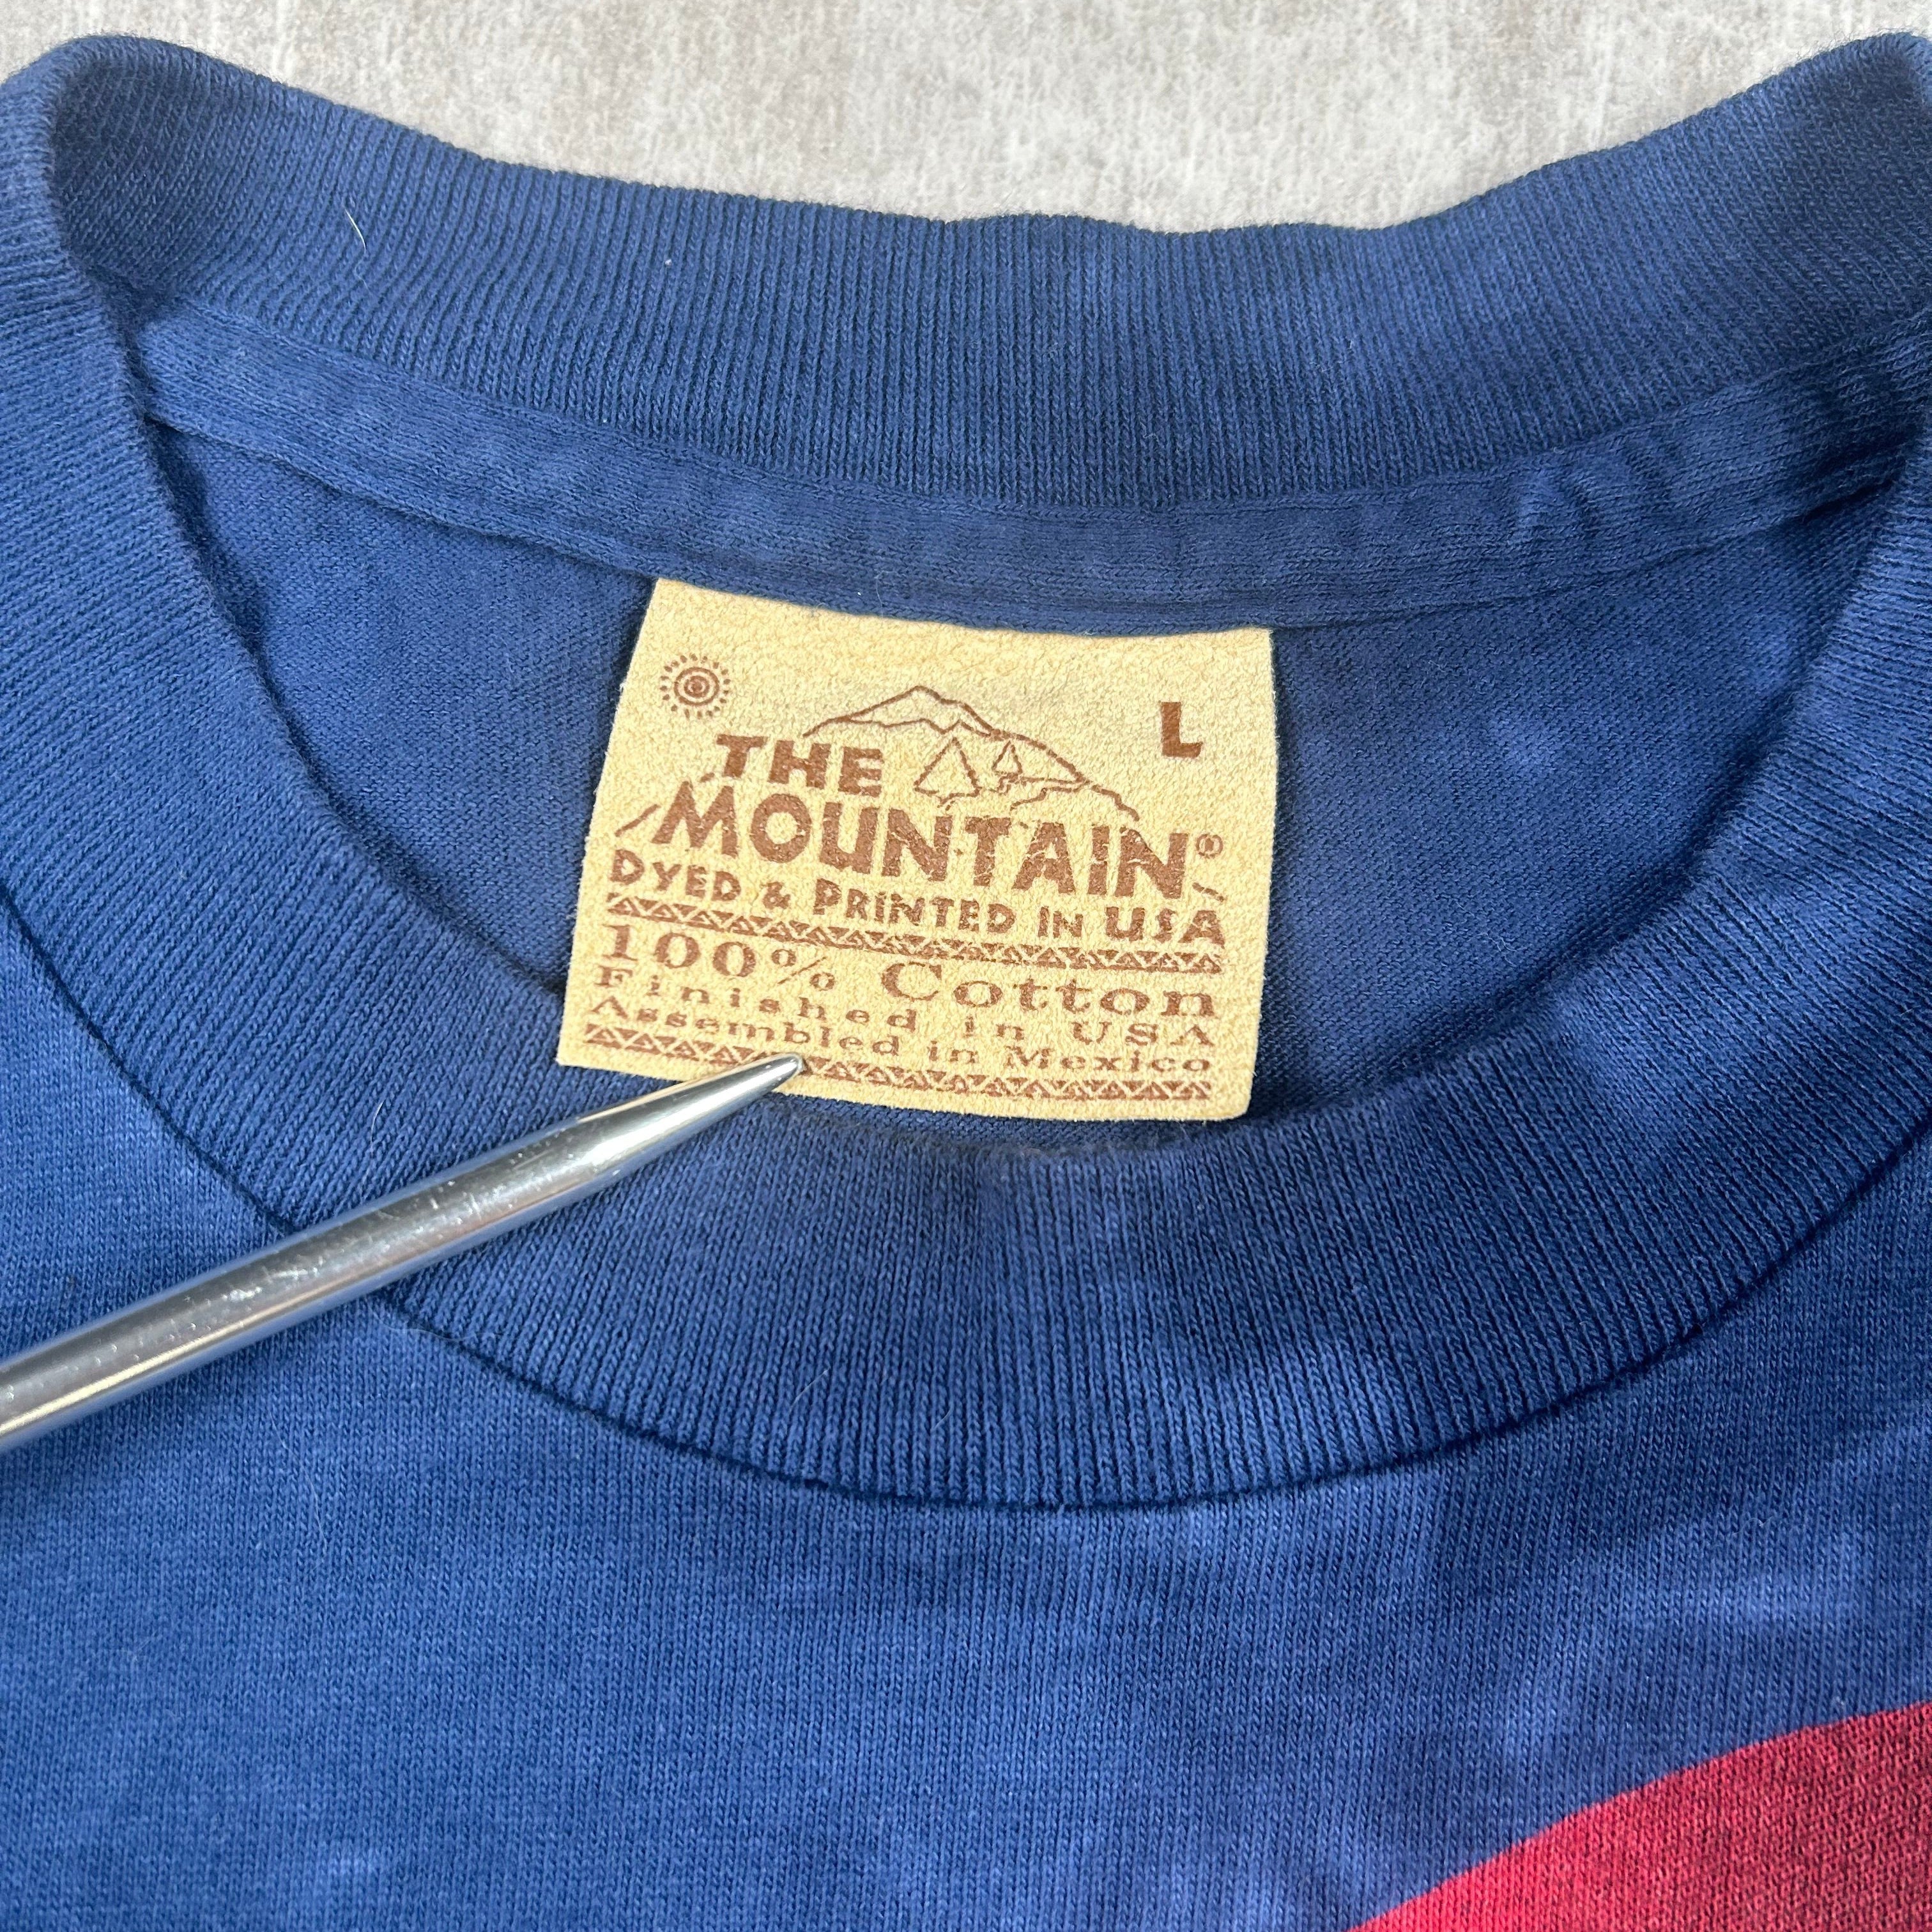 L
THE
MOUNTAIN®
DYED & PRINTED IN USA
100% Cotton
Finished in USA
Assembled in Mexico